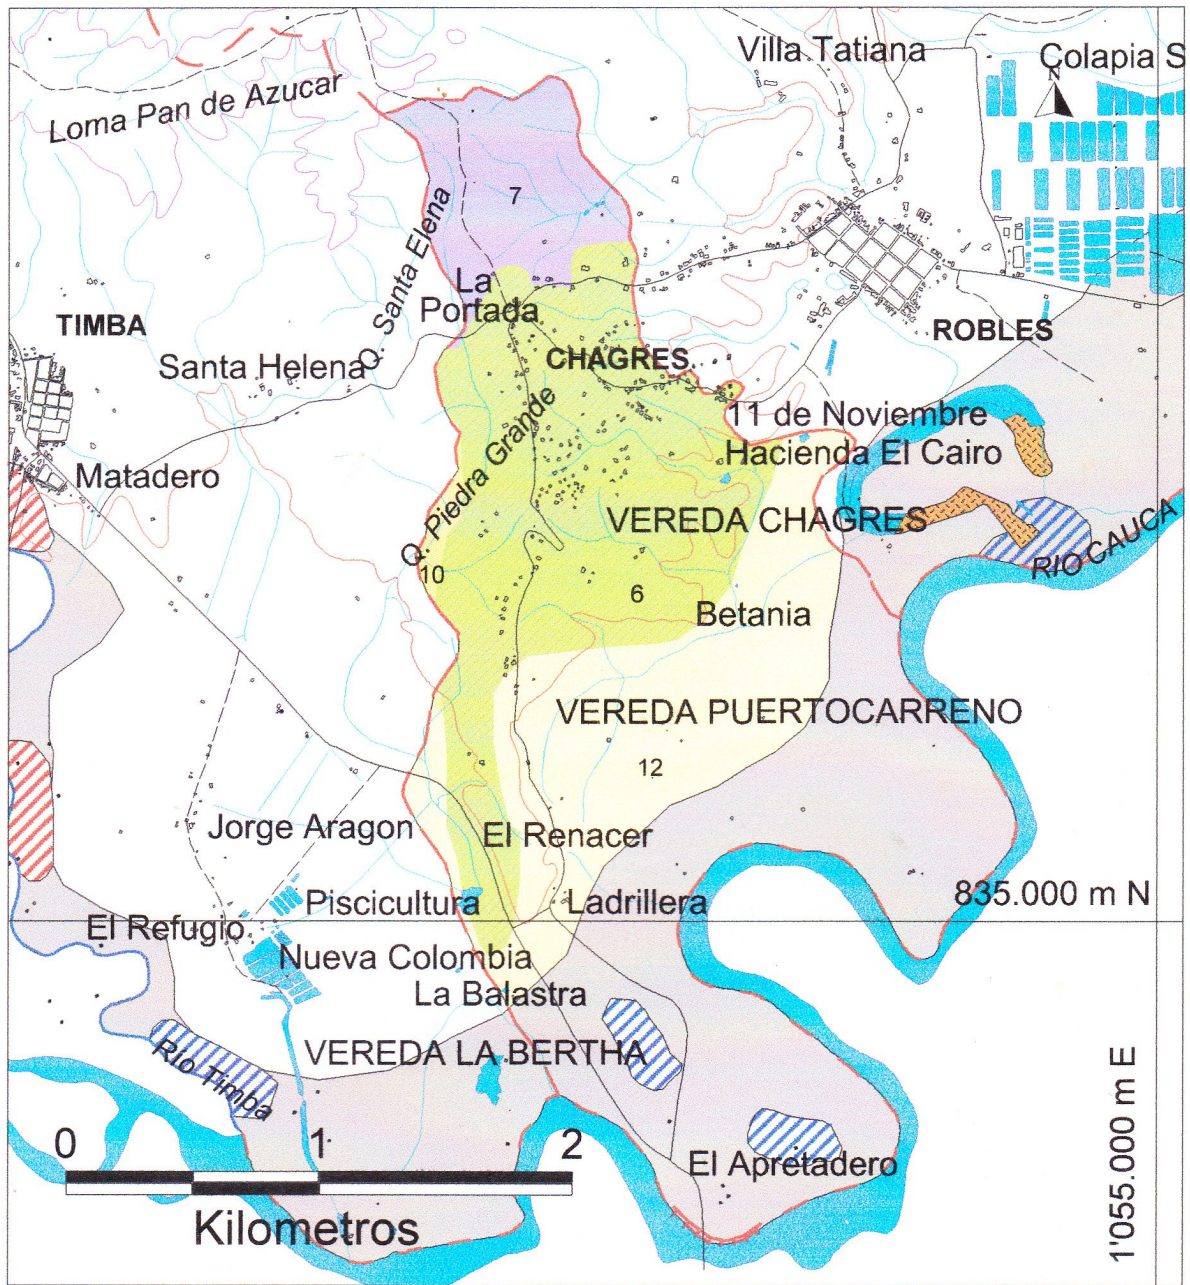 Villa Tatiana
Colapia S
N
Loma Pan de Azucar
7
Q. Santa Elena
La
Portada
TIMBA
ROBLES
Santa Helena
CHAGRES
11 de Noviembre
Hacienda El Cairo
Matadero
Q. Piedra Grande
VEREDA CHAGRES
RIO CAUCA
10
6
Betania
VEREDA PUERTOCARRENO
12
Jorge Aragon
El Renacer
835.000 m N
Piscicultura
Ladrillera
El Refugio
Nueva Colombia
La Balastra
VEREDA LA BERTHA
Río Timba
0 1 2
Kilometros
El Apretadero
1'055.000 m E